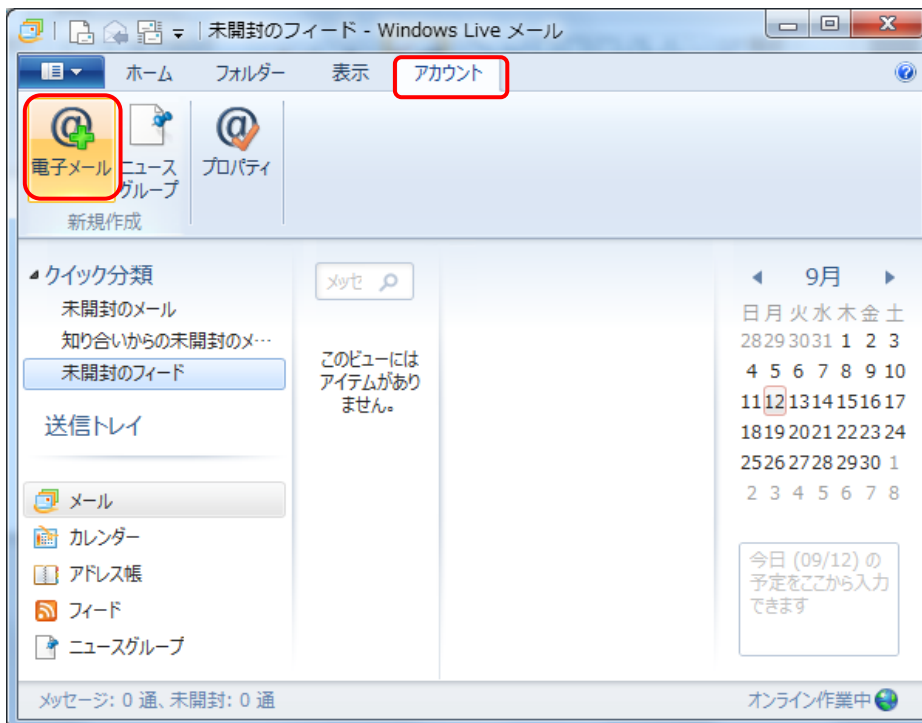 未開封のフィード - Windows Live メール
ホーム フォルダー 表示 アカウント
電子メール ニュースグループ プロパティ
新規作成
クイック分類
未開封のメール
知り合いからの未開封のメ…
未開封のフィード
送信トレイ
メール
カレンダー
アドレス帳
フィード
ニュースグループ
メッセ
このビューには
アイテムがあり
ません。
9月
日 月 火 水 木 金 土
28 29 30 31 1 2 3
4 5 6 7 8 9 10
11 12 13 14 15 16 17
18 19 20 21 22 23 24
25 26 27 28 29 30 1
2 3 4 5 6 7 8
今日 (09/12) の
予定をここから入力
できます
メッセージ: 0 通、未開封: 0 通
オンライン作業中